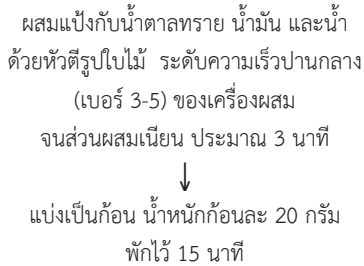 ผสมแป้งกับน้ำตาลทราย น้ำมัน และน้ำ
ด้วยหัวตีรูปใบไม้ ระดับความเร็วปานกลาง
(เบอร์ 3-5) ของเครื่องผสม
จนส่วนผสมเนียน ประมาณ 3 นาที
↓
แบ่งเป็นก้อน น้ำหนักก้อนละ 20 กรัม
พักไว้ 15 นาที